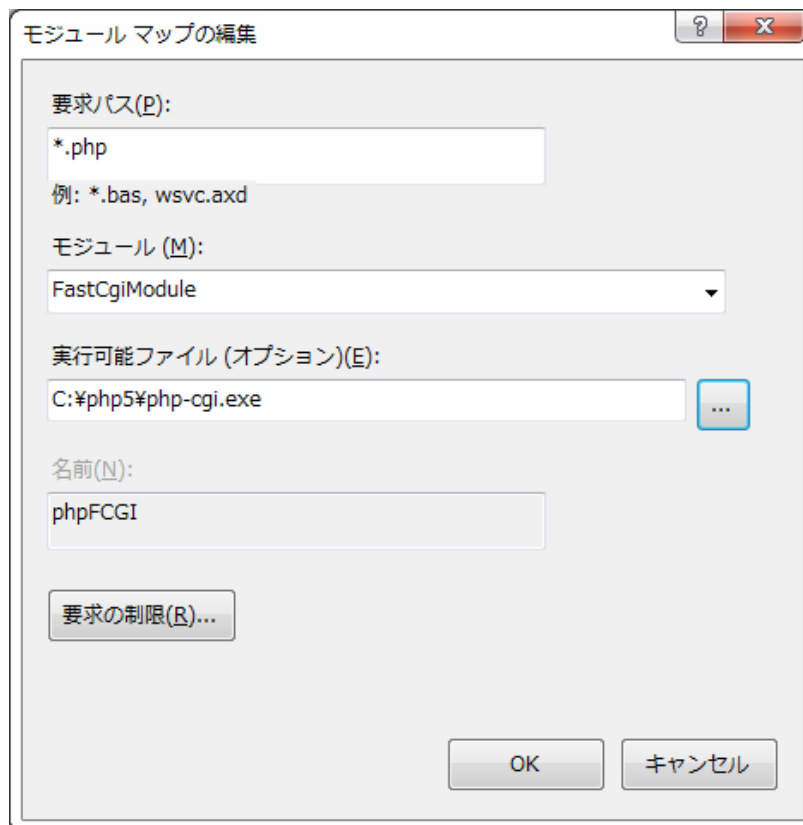 モジュール マップの編集
要求パス(P):
*.php
例: *.bas, wsvc.axd
モジュール (M):
FastCgiModule
実行可能ファイル (オプション)(E):
C:¥php5¥php-cgi.exe
...
名前(N):
phpFCGI
要求の制限(R)...
OK
キャンセル